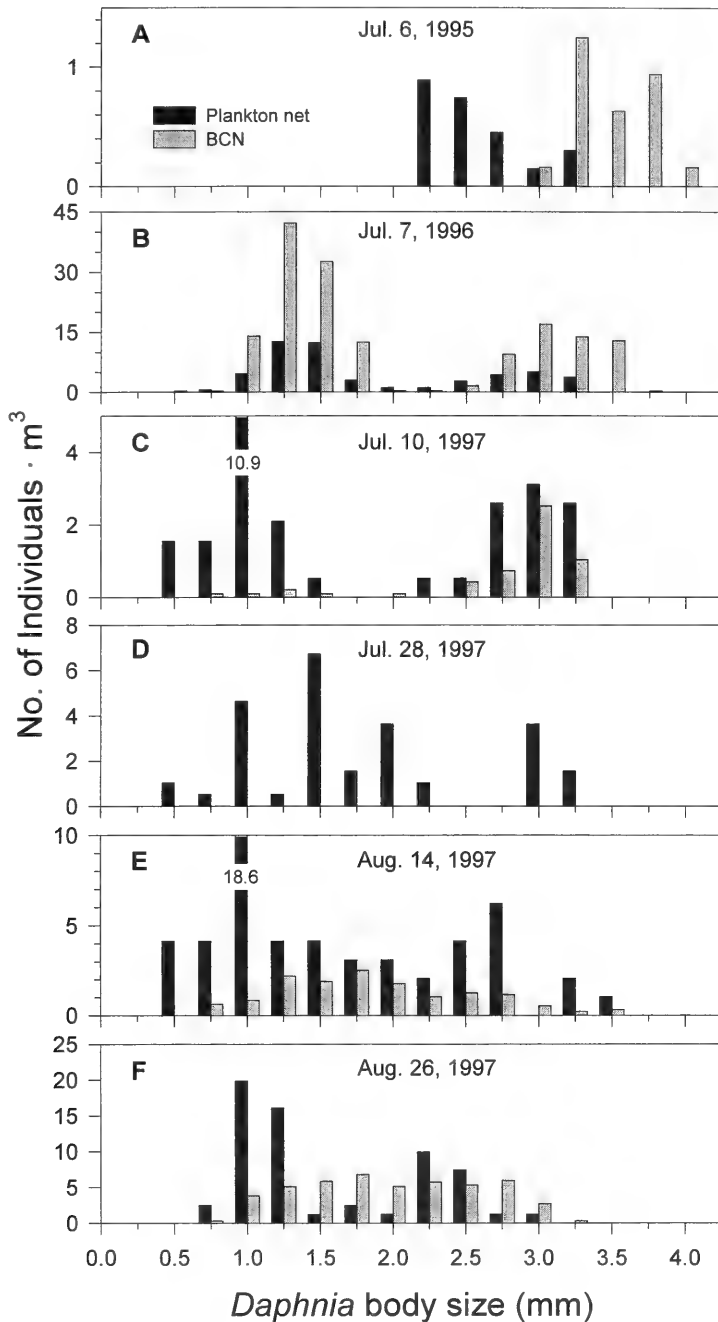 A
Jul. 6, 1995
1
Plankton net
BCN
0
B
Jul. 7, 1996
45
30
15
0
C
Jul. 10, 1997
4
10.9
2
0
D
Jul. 28, 1997
8
6
4
2
0
E
Aug. 14, 1997
10
18.6
5
0
F
Aug. 26, 1997
25
20
15
10
5
0
0.0 0.5 1.0 1.5 2.0 2.5 3.0 3.5 4.0
No. of Individuals · m³
Daphnia body size (mm)